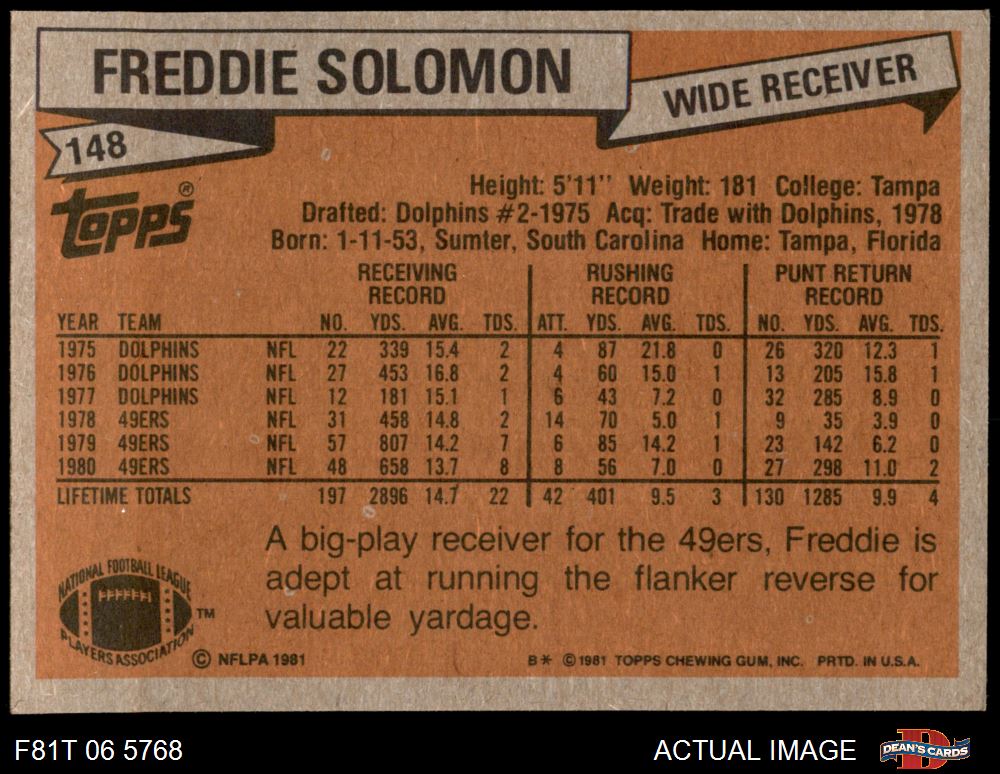 FREDDIE SOLOMON
WIDE RECEIVER
148
TOPPS ®
Height: 5'11" Weight: 181 College: Tampa
Drafted: Dolphins #2-1975 Acq: Trade with Dolphins, 1978
Born: 1-11-53, Sumter, South Carolina Home: Tampa, Florida
RECEIVING RECORD RUSHING RECORD PUNT RETURN RECORD
YEAR TEAM NO. YDS. AVG. TDS. ATT. YDS. AVG. TDS. NO. YDS. AVG. TDS.
1975 DOLPHINS NFL 22 339 15.4 2 4 87 21.8 0 26 320 12.3 1
1976 DOLPHINS NFL 27 453 16.8 2 4 60 15.0 1 13 205 15.8 1
1977 DOLPHINS NFL 12 181 15.1 1 6 43 7.2 0 32 285 8.9 0
1978 49ERS NFL 31 458 14.8 2 14 70 5.0 1 9 35 3.9 0
1979 49ERS NFL 57 807 14.2 7 6 85 14.2 1 23 142 6.2 0
1980 49ERS NFL 48 658 13.7 8 8 56 7.0 0 27 298 11.0 2
LIFETIME TOTALS 197 2896 14.7 22 42 401 9.5 3 130 1285 9.9 4
A big-play receiver for the 49ers, Freddie is
adept at running the flanker reverse for
valuable yardage.
NATIONAL FOOTBALL LEAGUE
PLAYERS ASSOCIATION
TM
© NFLPA 1981
B* © 1981 TOPPS CHEWING GUM, INC. PRTD. IN U.S.A.
F81T 06 5768
ACTUAL IMAGE
DEAN'S CARDS